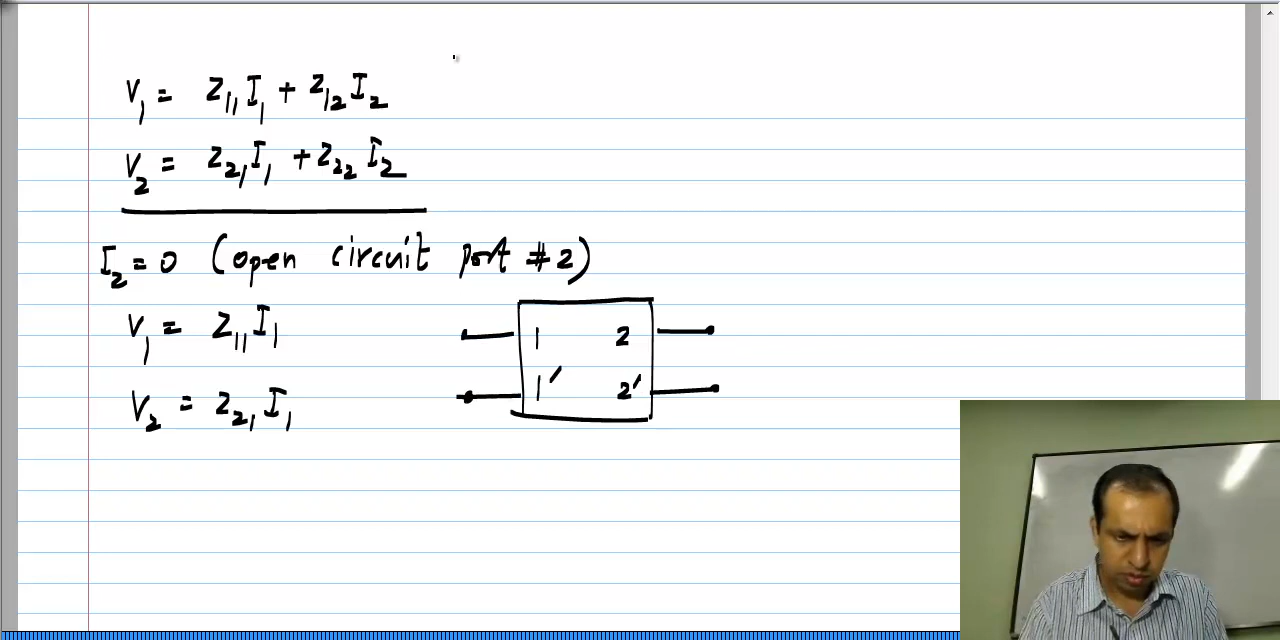 V₁ = Z₁₁ I₁ + Z₁₂ I₂
V₂ = Z₂₁ I₁ + Z₂₂ I₂
I₂ = 0 (open circuit port # 2)
V₁ = Z₁₁ I₁
V₂ = Z₂₁ I₁
1 2
1′ 2′